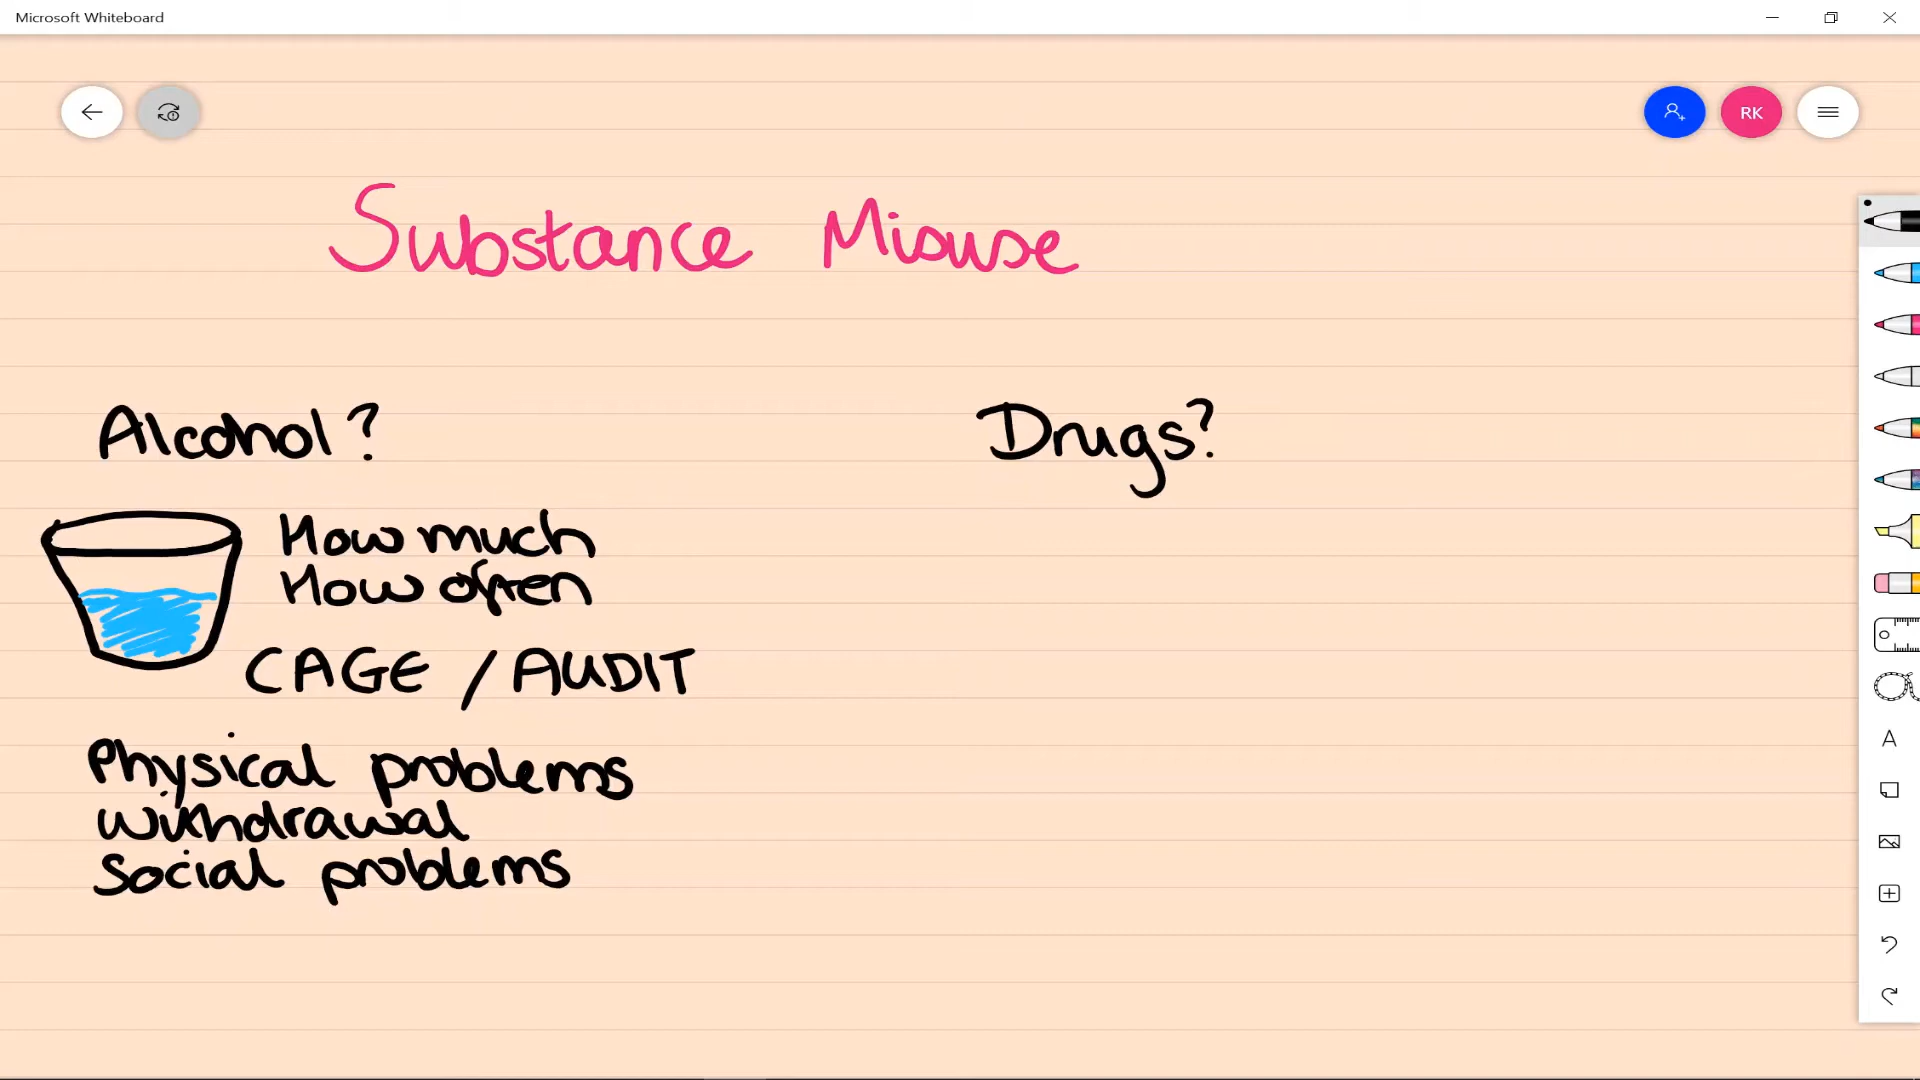 Microsoft Whiteboard
RK
Substance Misuse
Alcohol?
Drugs?
How much
How often
CAGE / AUDIT
Physical problems
withdrawal
Social problems
A